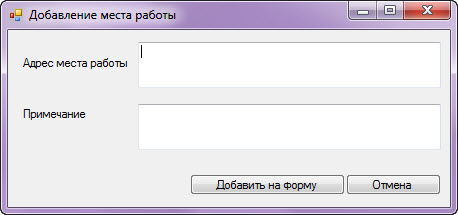 Добавление места работы
Адрес места работы
Примечание
Добавить на форму Отмена